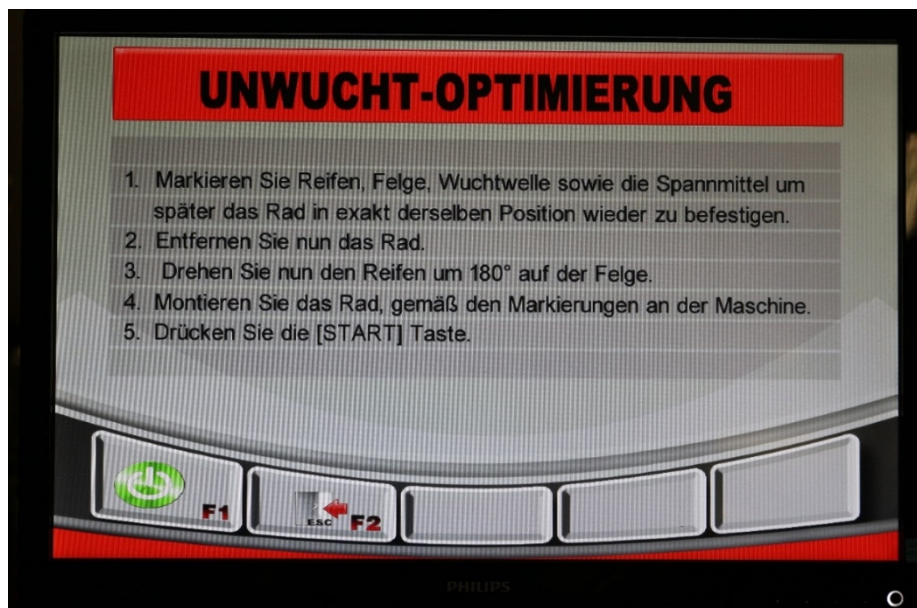 UNWUCHT-OPTIMIERUNG
1. Markieren Sie Reifen, Felge, Wuchtwelle sowie die Spannmittel um
später das Rad in exakt derselben Position wieder zu befestigen.
2. Entfernen Sie nun das Rad.
3. Drehen Sie nun den Reifen um 180° auf der Felge.
4. Montieren Sie das Rad, gemäß den Markierungen an der Maschine.
5. Drücken Sie die [START] Taste.
F1
ESC F2
PHILIPS